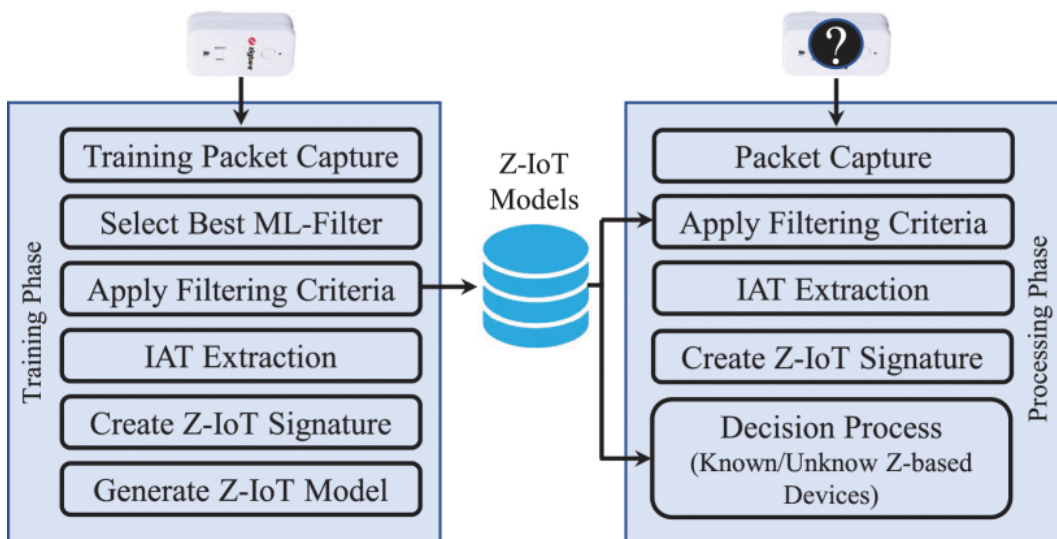 zigbee
?
Training Phase
Training Packet Capture
Select Best ML-Filter
Apply Filtering Criteria
IAT Extraction
Create Z-IoT Signature
Generate Z-IoT Model
Z-IoT
Models
Packet Capture
Apply Filtering Criteria
IAT Extraction
Create Z-IoT Signature
Decision Process
(Known/Unknow Z-based
Devices)
Processing Phase